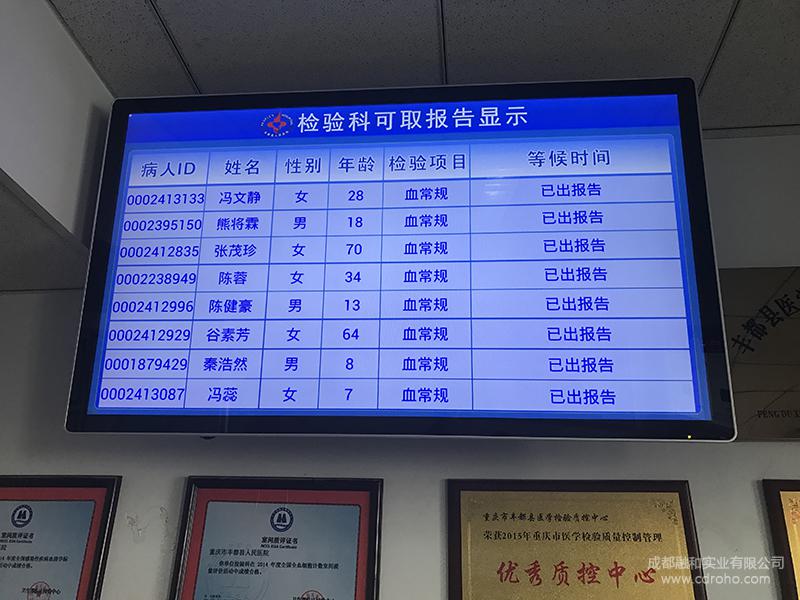 检验科可取报告显示
病人ID 姓名 性别 年龄 检验项目 等候时间
0002413133 冯文静 女 28 血常规 已出报告
0002395150 熊将霖 男 18 血常规 已出报告
0002412835 张茂珍 女 70 血常规 已出报告
0002238949 陈蓉 女 34 血常规 已出报告
0002412996 陈健豪 男 13 血常规 已出报告
0002412929 谷素芳 女 64 血常规 已出报告
0001879429 秦浩然 男 8 血常规 已出报告
0002413087 冯蕊 女 7 血常规 已出报告
丰都县医
PENG DU
室间质评证书
室间质评证书
重庆市丰都县人民医院
重庆市丰都县医学检验质控中心
荣获2015年重庆市医学检验质量控制管理
优秀质控中心
成都融和实业有限公司
www.cdroho.com